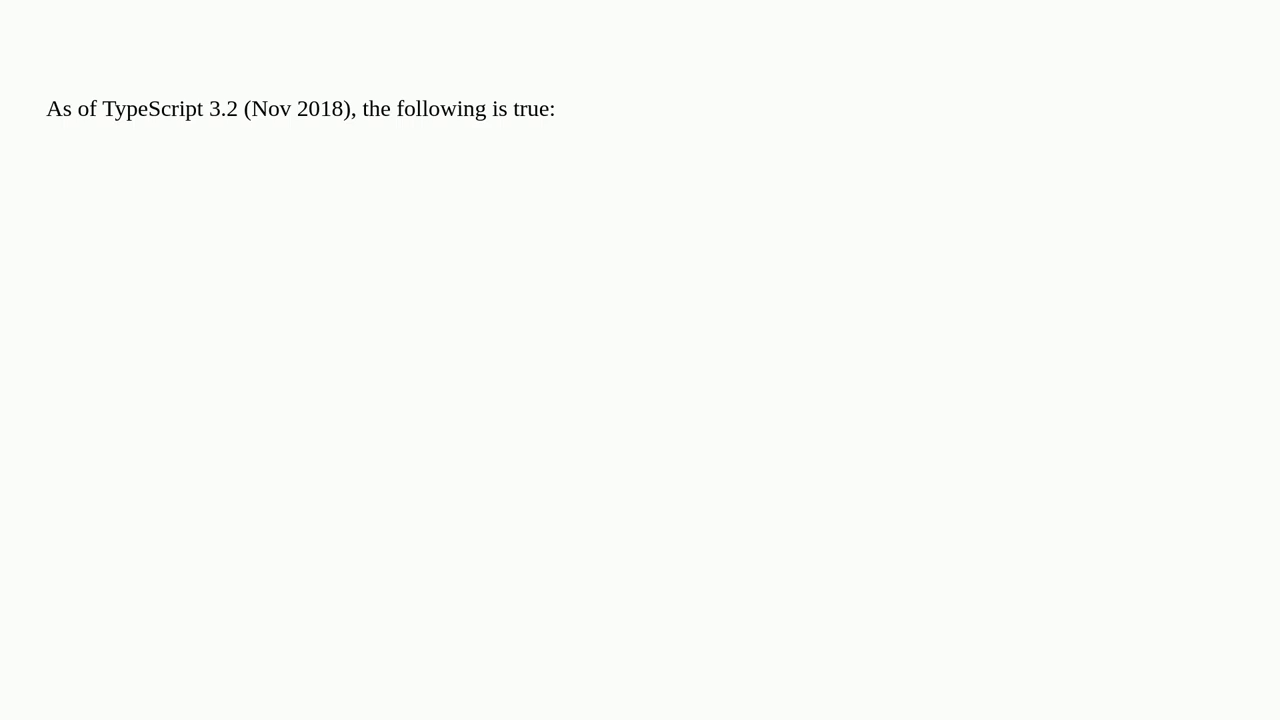 As of TypeScript 3.2 (Nov 2018), the following is true: